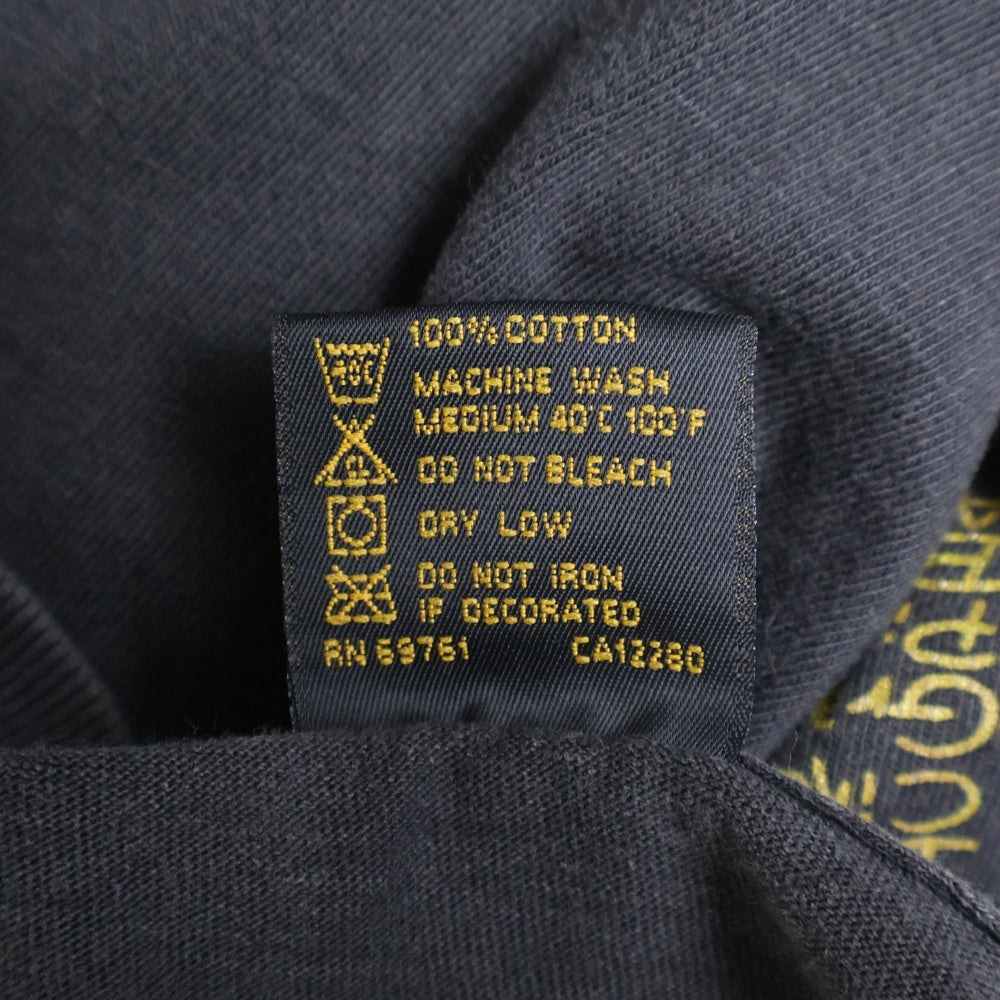 100% COTTON
MACHINE WASH
MEDIUM 40°C 100°F
DO NOT BLEACH
DRY LOW
DO NOT IRON
IF DECORATED
RN 69761 CA12280